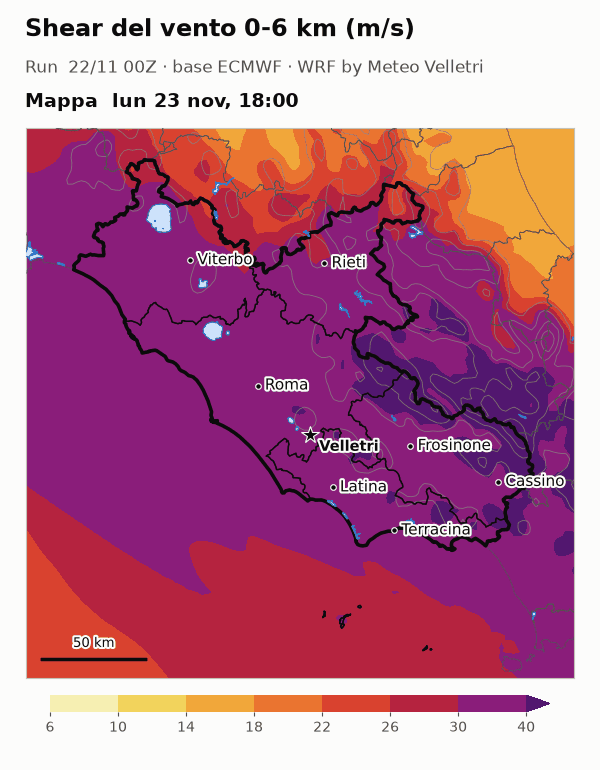 Shear del vento 0-6 km (m/s)
Run 22/11 00Z · base ECMWF · WRF by Meteo Velletri
Mappa lun 23 nov, 18:00
Viterbo
Rieti
Roma
Velletri
Frosinone
Cassino
Latina
Terracina
50 km
6 10 14 18 22 26 30 40